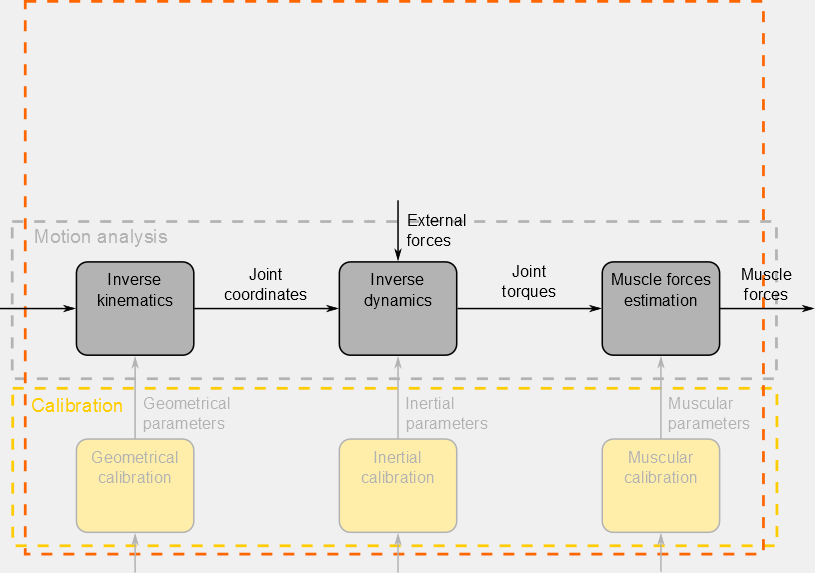 External
forces
Motion analysis
Inverse
kinematics
Joint
coordinates
Inverse
dynamics
Joint
torques
Muscle forces
estimation
Muscle
forces
Calibration
Geometrical
parameters
Inertial
parameters
Muscular
parameters
Geometrical
calibration
Inertial
calibration
Muscular
calibration